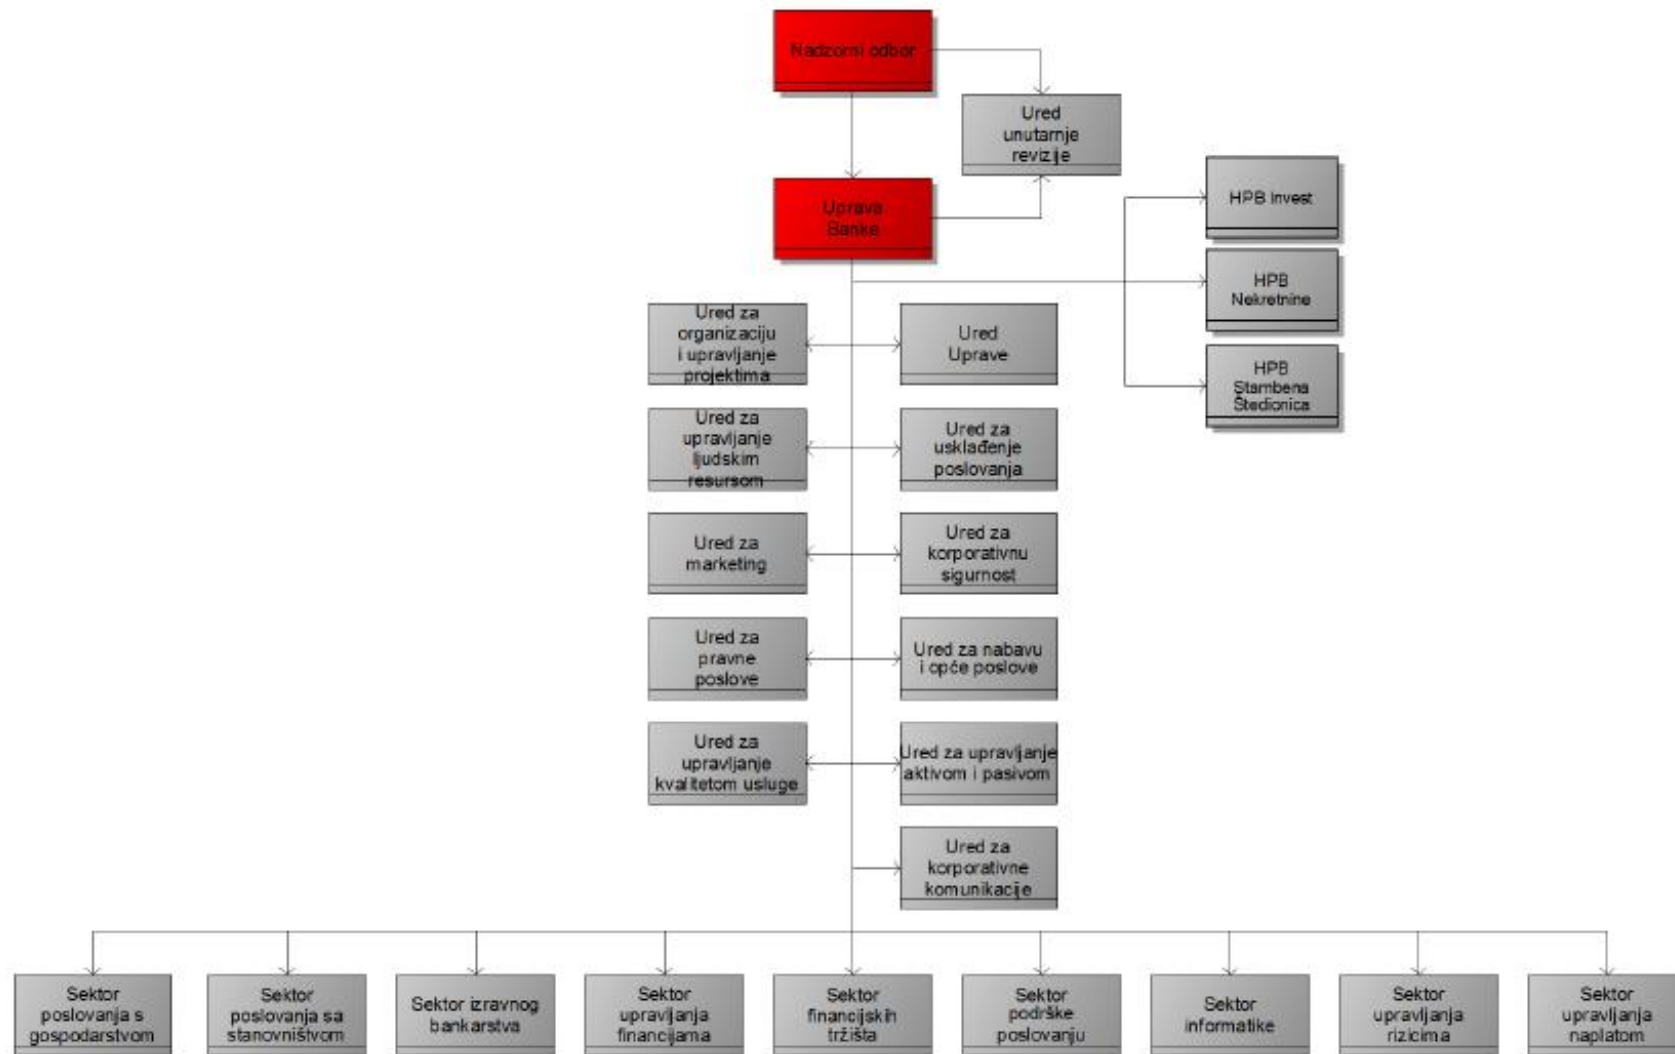 Nadzorni odbor
Ured
unutarnje
revizije
Uprava
Banke
HPB Invest
HPB
Nekretnine
HPB
Stambena
Štedionica
Ured za
organizaciju
i upravljanje
projektima
Ured
Uprave
Ured za
upravljanje
ljudskim
resursom
Ured za
usklađenje
poslovanja
Ured za
marketing
Ured za
korporativnu
sigurnost
Ured za
pravne
poslove
Ured za nabavu
i opće poslove
Ured za
upravljanje
kvalitetom usluge
Ured za upravljanje
aktivom i pasivom
Ured za
korporativne
komunikacije
Sektor
poslovanja s
gospodarstvom
Sektor
poslovanja sa
stanovništvom
Sektor izravnog
bankarstva
Sektor
upravljanja
financijama
Sektor
financijskih
tržišta
Sektor
podrške
poslovanju
Sektor
informatike
Sektor
upravljanja
rizicima
Sektor
upravljanja
naplatom